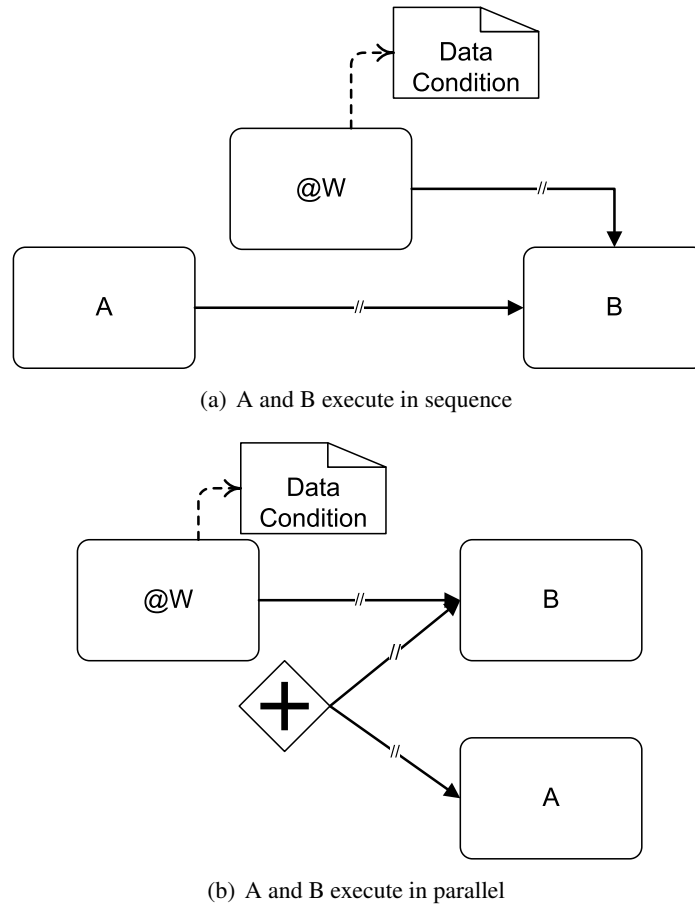 Data
Condition
@W
//
A
//
B
(a) A and B execute in sequence
Data
Condition
@W
//
B
//
//
A
(b) A and B execute in parallel